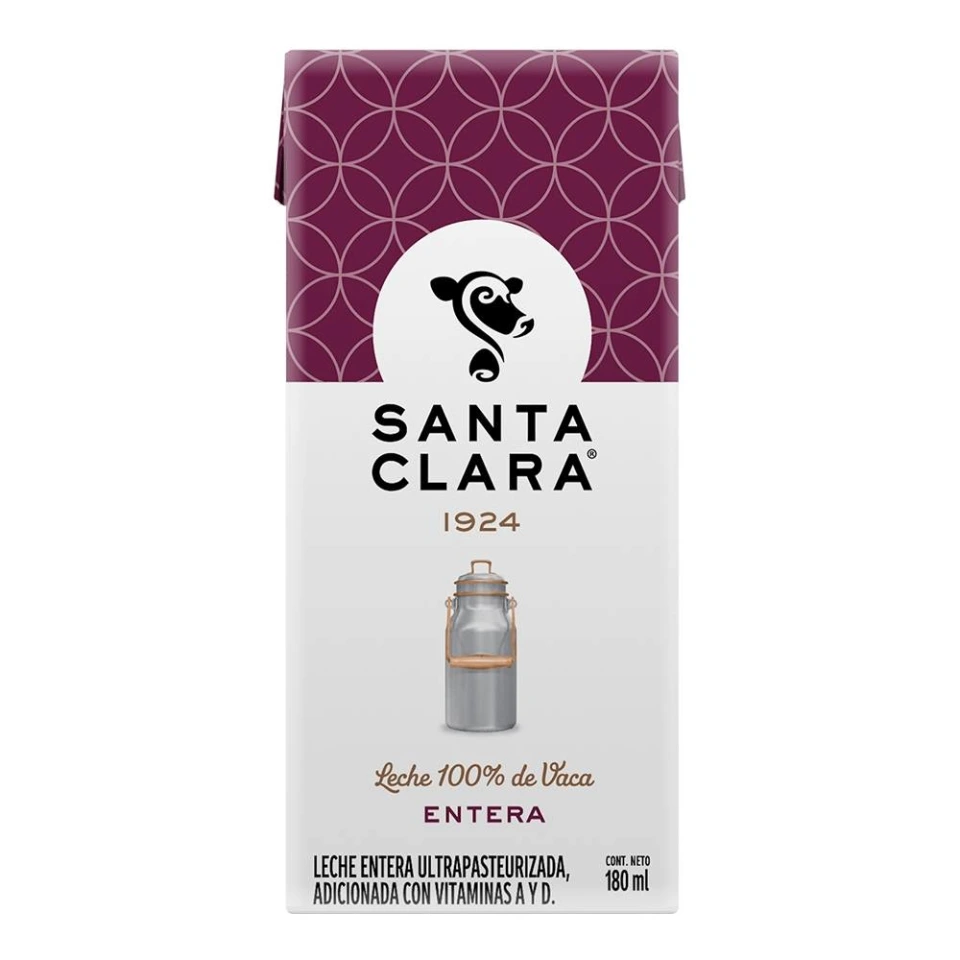 SANTA
CLARA®
1924
Leche 100% de Vaca
ENTERA
LECHE ENTERA ULTRAPASTEURIZADA,
ADICIONADA CON VITAMINAS A Y D.
CONT. NETO
180 ml